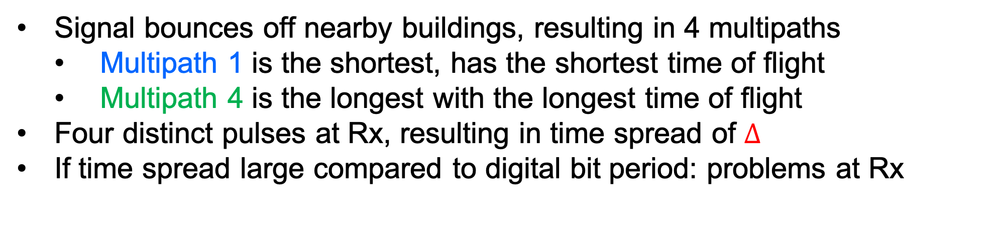 • Signal bounces off nearby buildings, resulting in 4 multipaths
• Multipath 1 is the shortest, has the shortest time of flight
• Multipath 4 is the longest with the longest time of flight
• Four distinct pulses at Rx, resulting in time spread of Δ
• If time spread large compared to digital bit period: problems at Rx